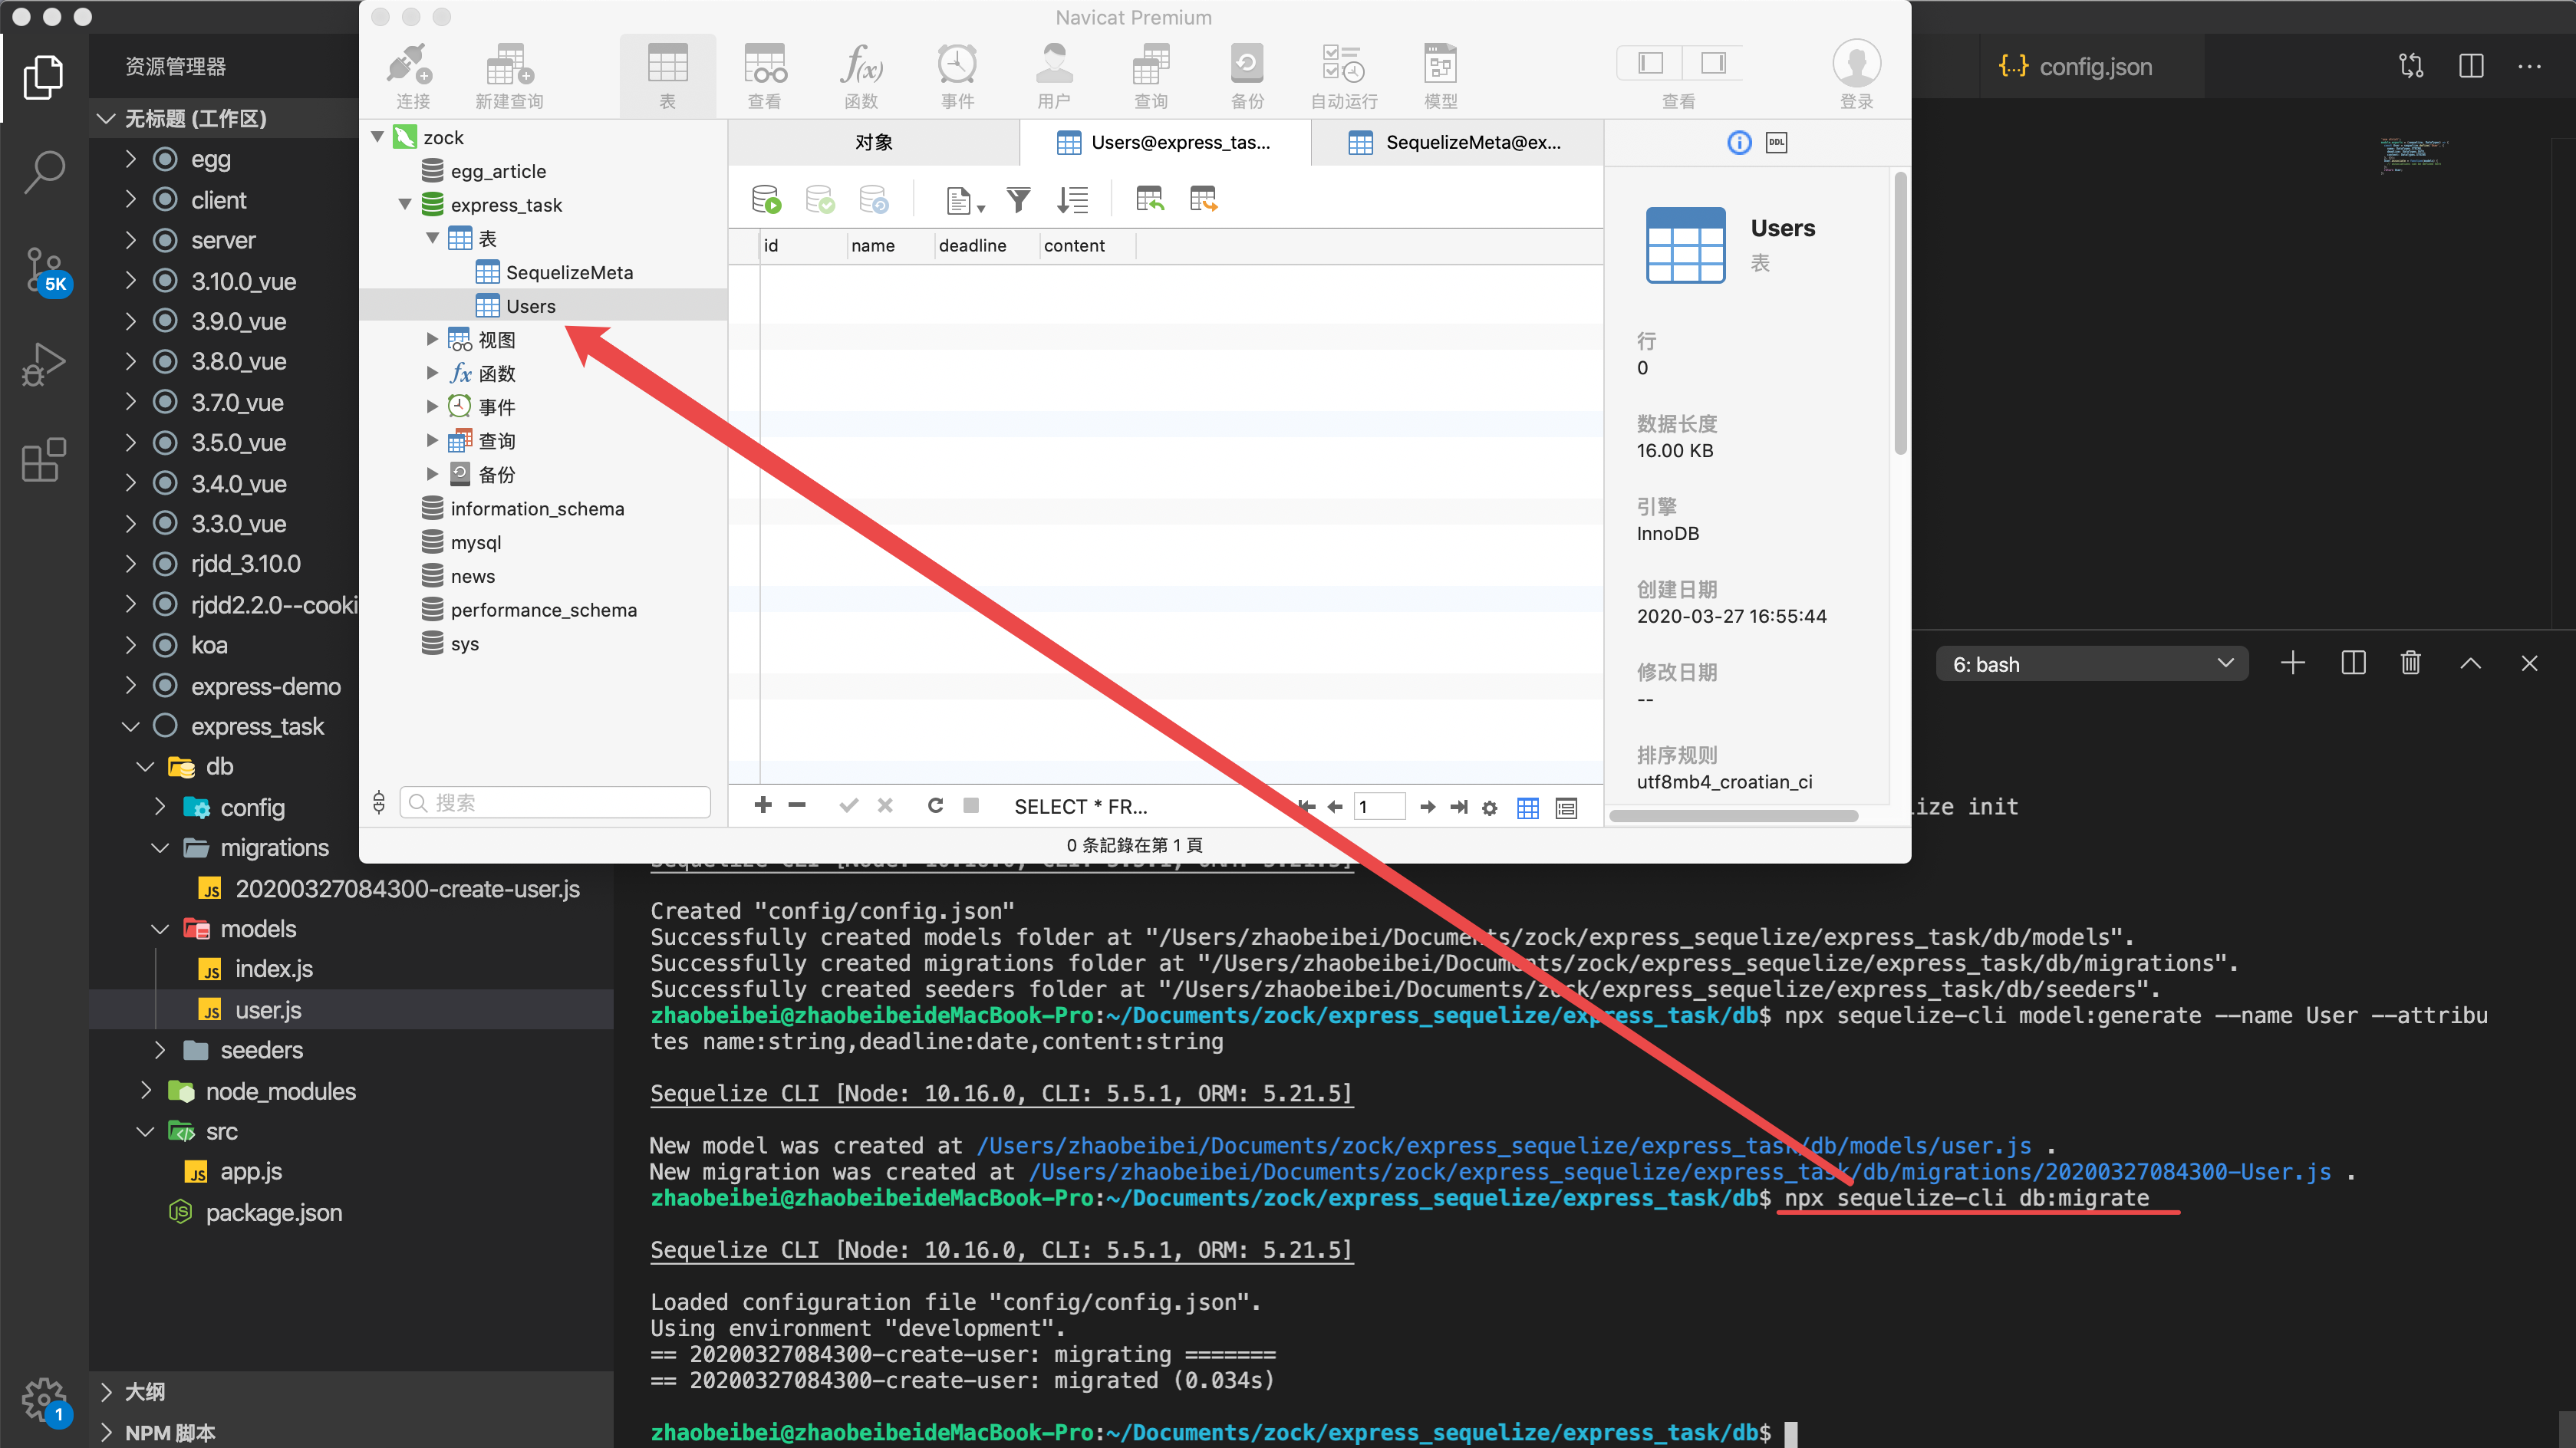 Navicat Premium
连接
新建查询
表
查看
函数
事件
用户
查询
备份
自动运行
模型
查看
登录
资源管理器
无标题 (工作区)
egg
client
server
3.10.0_vue
3.9.0_vue
3.8.0_vue
3.7.0_vue
3.5.0_vue
3.4.0_vue
3.3.0_vue
rjdd_3.10.0
rjdd2.2.0--cooki
koa
express-demo
express_task
db
config
migrations
20200327084300-create-user.js
models
index.js
user.js
seeders
node_modules
src
app.js
package.json
大纲
NPM 脚本
5K
1
zock
egg_article
express_task
表
SequelizeMeta
Users
视图
函数
事件
查询
备份
information_schema
mysql
news
performance_schema
sys
搜索
对象
Users@express_tas...
SequelizeMeta@ex...
id name deadline content
SELECT * FR...
1
0 条記錄在第 1 頁
DDL
Users
表
行
0
数据长度
16.00 KB
引擎
InnoDB
创建日期
2020-03-27 16:55:44
修改日期
--
排序规则
utf8mb4_croatian_ci
{...} config.json
6: bash
ize init
Sequelize CLI [Node: 10.16.0, CLI: 5.5.1, ORM: 5.21.5]
Created "config/config.json"
Successfully created models folder at "/Users/zhaobeibei/Documents/zock/express_sequelize/express_task/db/models".
Successfully created migrations folder at "/Users/zhaobeibei/Documents/zock/express_sequelize/express_task/db/migrations".
Successfully created seeders folder at "/Users/zhaobeibei/Documents/zock/express_sequelize/express_task/db/seeders".
zhaobeibei@zhaobeibeideMacBook-Pro:~/Documents/zock/express_sequelize/express_task/db$ npx sequelize-cli model:generate --name User --attribu
tes name:string,deadline:date,content:string
Sequelize CLI [Node: 10.16.0, CLI: 5.5.1, ORM: 5.21.5]
New model was created at /Users/zhaobeibei/Documents/zock/express_sequelize/express_task/db/models/user.js .
New migration was created at /Users/zhaobeibei/Documents/zock/express_sequelize/express_task/db/migrations/20200327084300-User.js .
zhaobeibei@zhaobeibeideMacBook-Pro:~/Documents/zock/express_sequelize/express_task/db$ npx sequelize-cli db:migrate
Sequelize CLI [Node: 10.16.0, CLI: 5.5.1, ORM: 5.21.5]
Loaded configuration file "config/config.json".
Using environment "development".
== 20200327084300-create-user: migrating =======
== 20200327084300-create-user: migrated (0.034s)
zhaobeibei@zhaobeibeideMacBook-Pro:~/Documents/zock/express_sequelize/express_task/db$